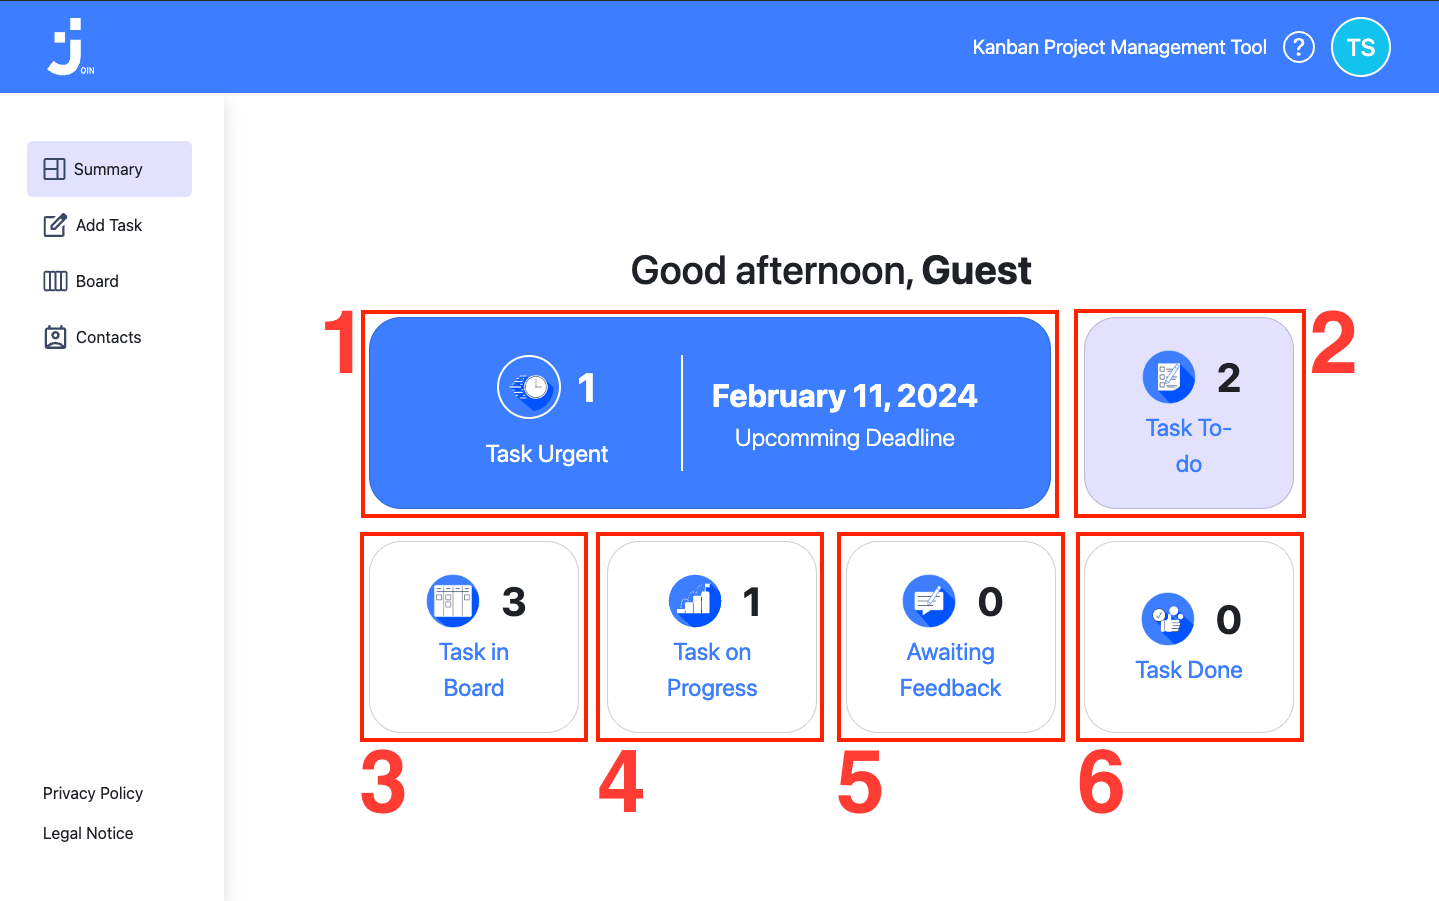 OIN
Kanban Project Management Tool
?
TS
Summary
Add Task
Board
Contacts
Privacy Policy
Legal Notice
Good afternoon, Guest
1
1
Task Urgent
February 11, 2024
Upcomming Deadline
2
2
Task To-
do
3
Task in
Board
3
1
Task on
Progress
4
0
Awaiting
Feedback
5
0
Task Done
6